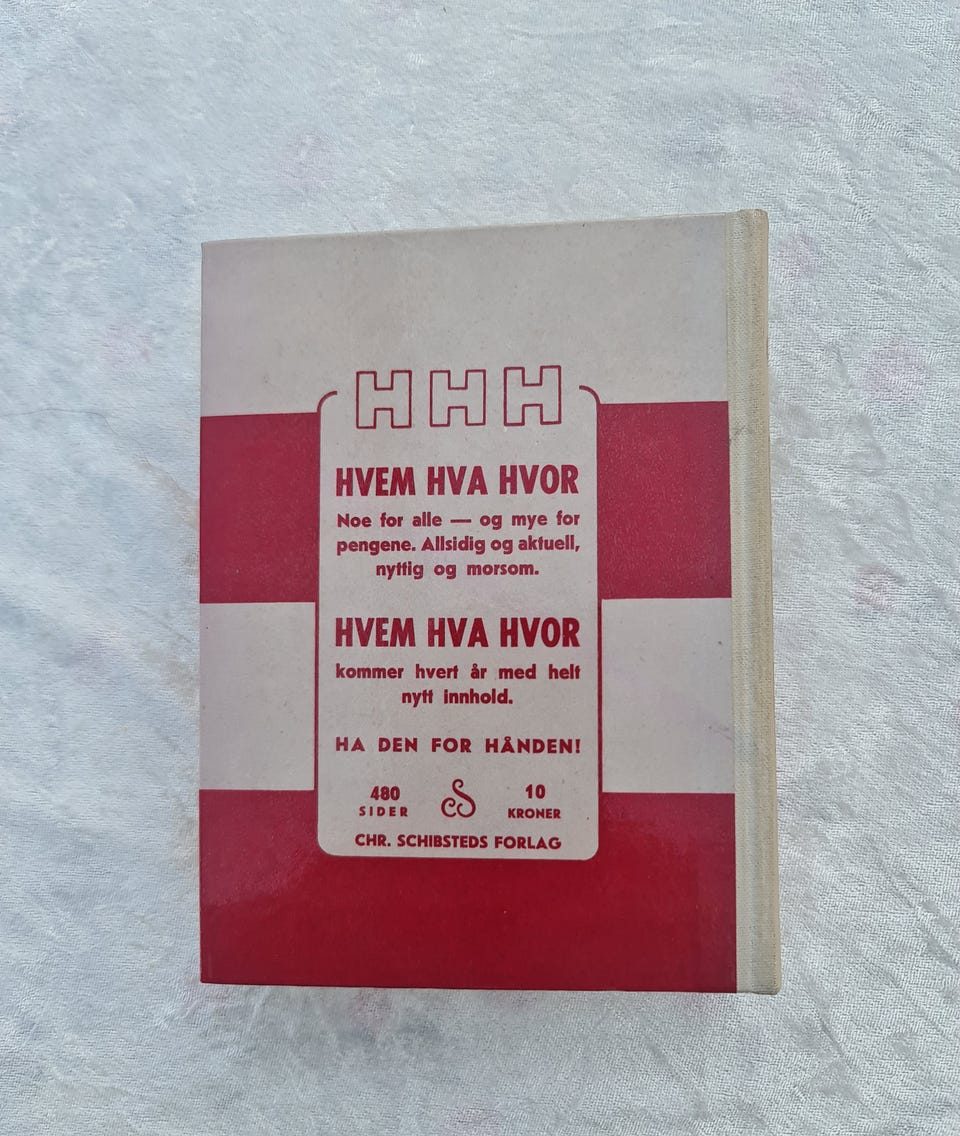 HHH
HVEM HVA HVOR
Noe for alle — og mye for
pengene. Allsidig og aktuell,
nyttig og morsom.
HVEM HVA HVOR
kommer hvert år med helt
nytt innhold.
HA DEN FOR HÅNDEN!
480 10
SIDER CS KRONER
CHR. SCHIBSTEDS FORLAG